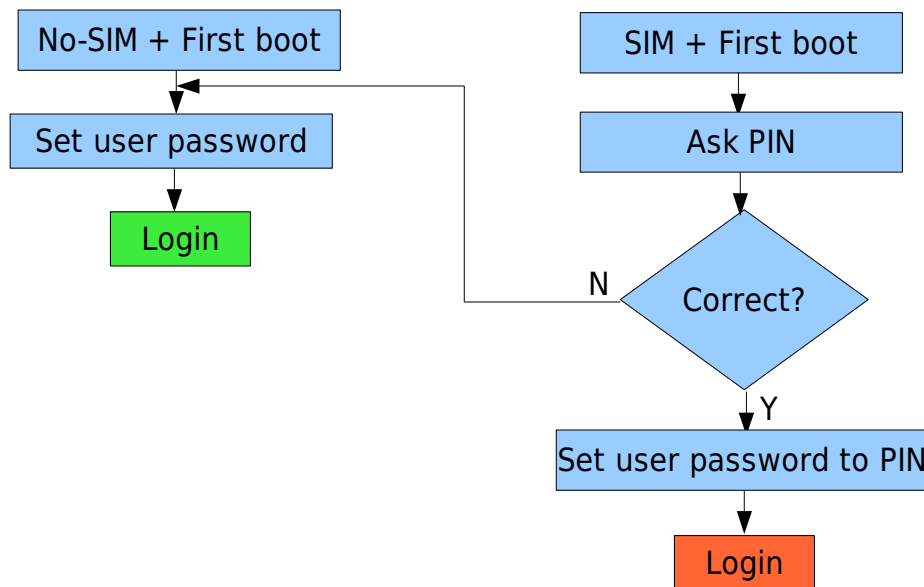 No-SIM + First boot
SIM + First boot
Set user password
Ask PIN
Login
N
Correct?
Y
Set user password to PIN
Login